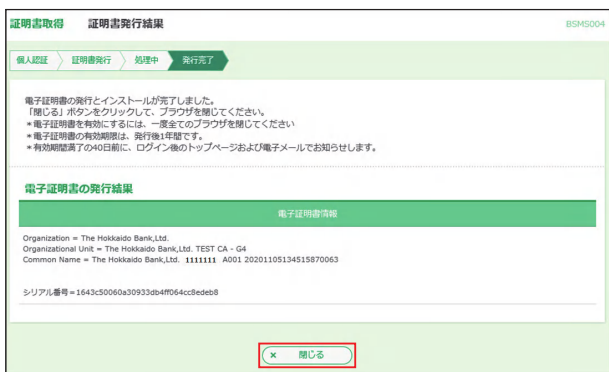 証明書取得 証明書発行結果 BSMS004
個人認証 証明書発行 処理中 発行完了
電子証明書の発行とインストールが完了しました。
「閉じる」ボタンをクリックして、ブラウザを閉じてください。
*電子証明書を有効にするには、一度全てのブラウザを閉じてください
*電子証明書の有効期限は、発行後1年間です。
*有効期間満了の40日前に、ログイン後のトップページおよび電子メールでお知らせします。
電子証明書の発行結果
電子証明書情報
Organization = The Hokkaido Bank,Ltd.
Organizational Unit = The Hokkaido Bank,Ltd. TEST CA - G4
Common Name = The Hokkaido Bank,Ltd. 1111111 A001 20201105134515870063
シリアル番号=1643c50060a30933db4ff064cc8edeb8
× 閉じる